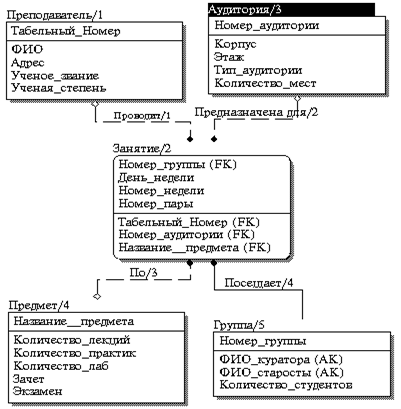 Преподаватель/1
Табельный_Номер
ФИО
Адрес
Ученое_звание
Ученая_степень
Аудитория/3
Номер_аудитории
Корпус
Этаж
Тип_аудитории
Количество_мест
Проводит/1
Предназначена для/2
Занятие/2
Номер_группы (FK)
День_недели
Номер_недели
Номер_пары
Табельный_Номер (FK)
Номер_аудитории (FK)
Название__предмета (FK)
По/3
Посещает/4
Предмет/4
Название__предмета
Количество_лекций
Количество_практик
Количество_лаб
Зачет
Экзамен
Группа/5
Номер_группы
ФИО_куратора (AK)
ФИО_старосты (AK)
Количество_студентов